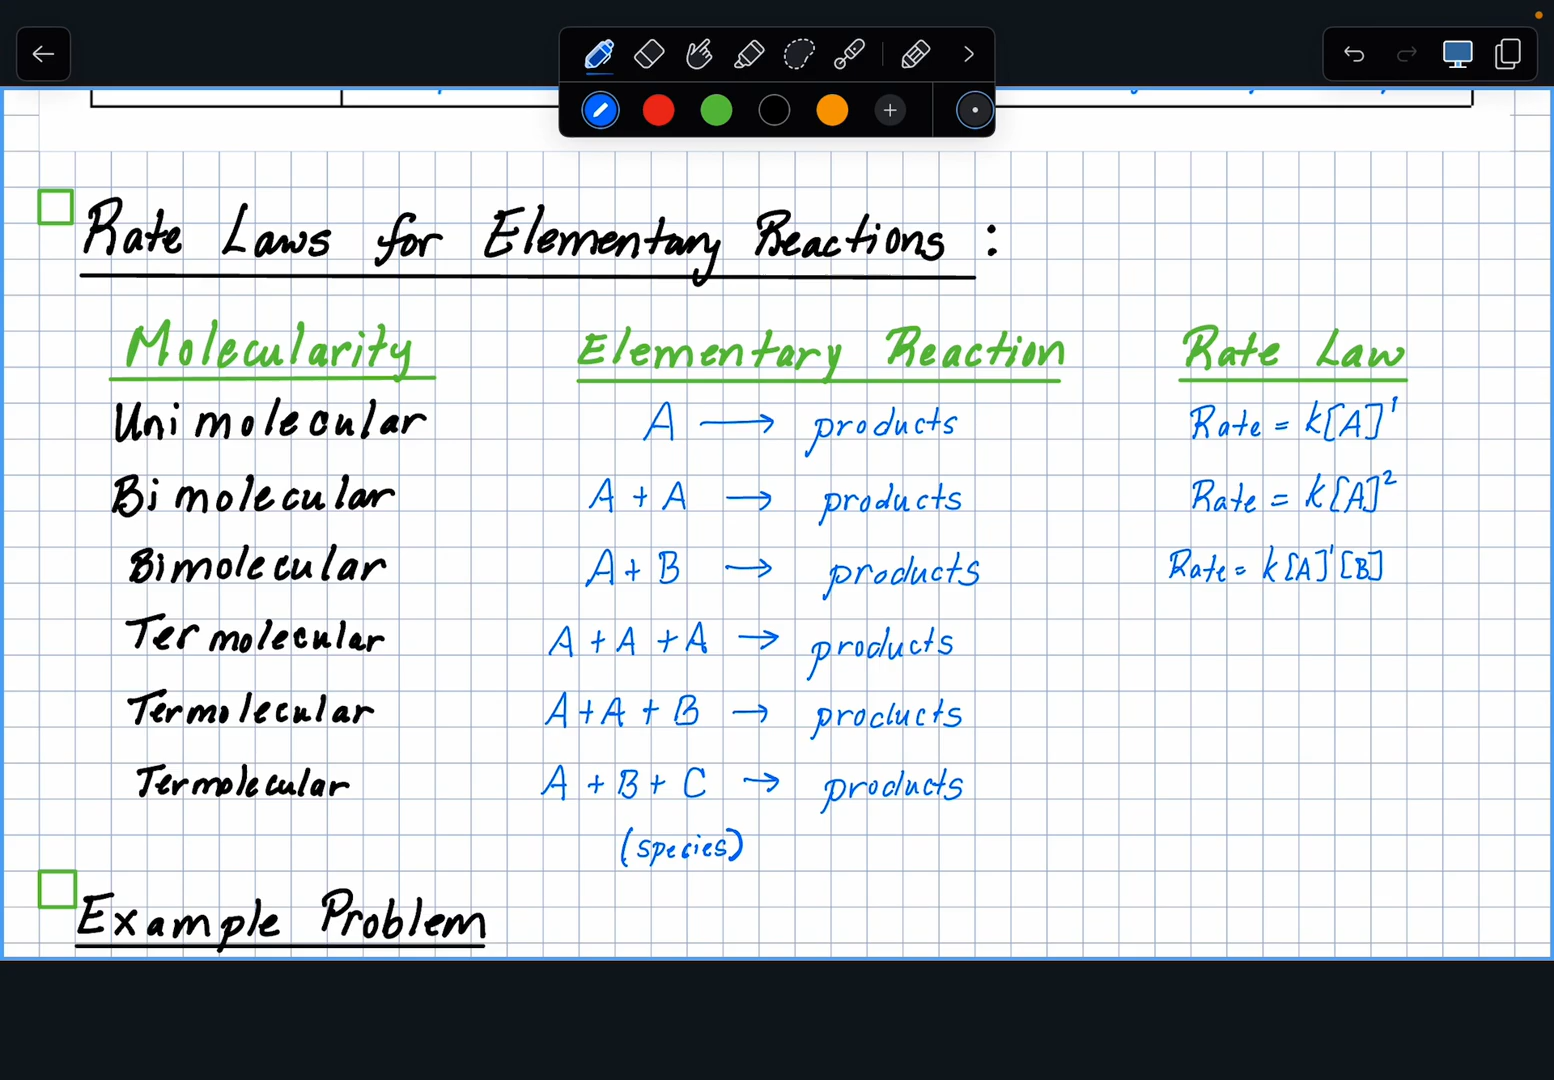 Rate Laws for Elementary Reactions :
Molecularity Elementary Reaction Rate Law
Unimolecular A → products Rate = k[A]¹
Bimolecular A + A → products Rate = k[A]²
Bimolecular A + B → products Rate = k[A]¹[B]
Termolecular A + A + A → products
Termolecular A + A + B → products
Termolecular A + B + C → products
(species)
Example Problem